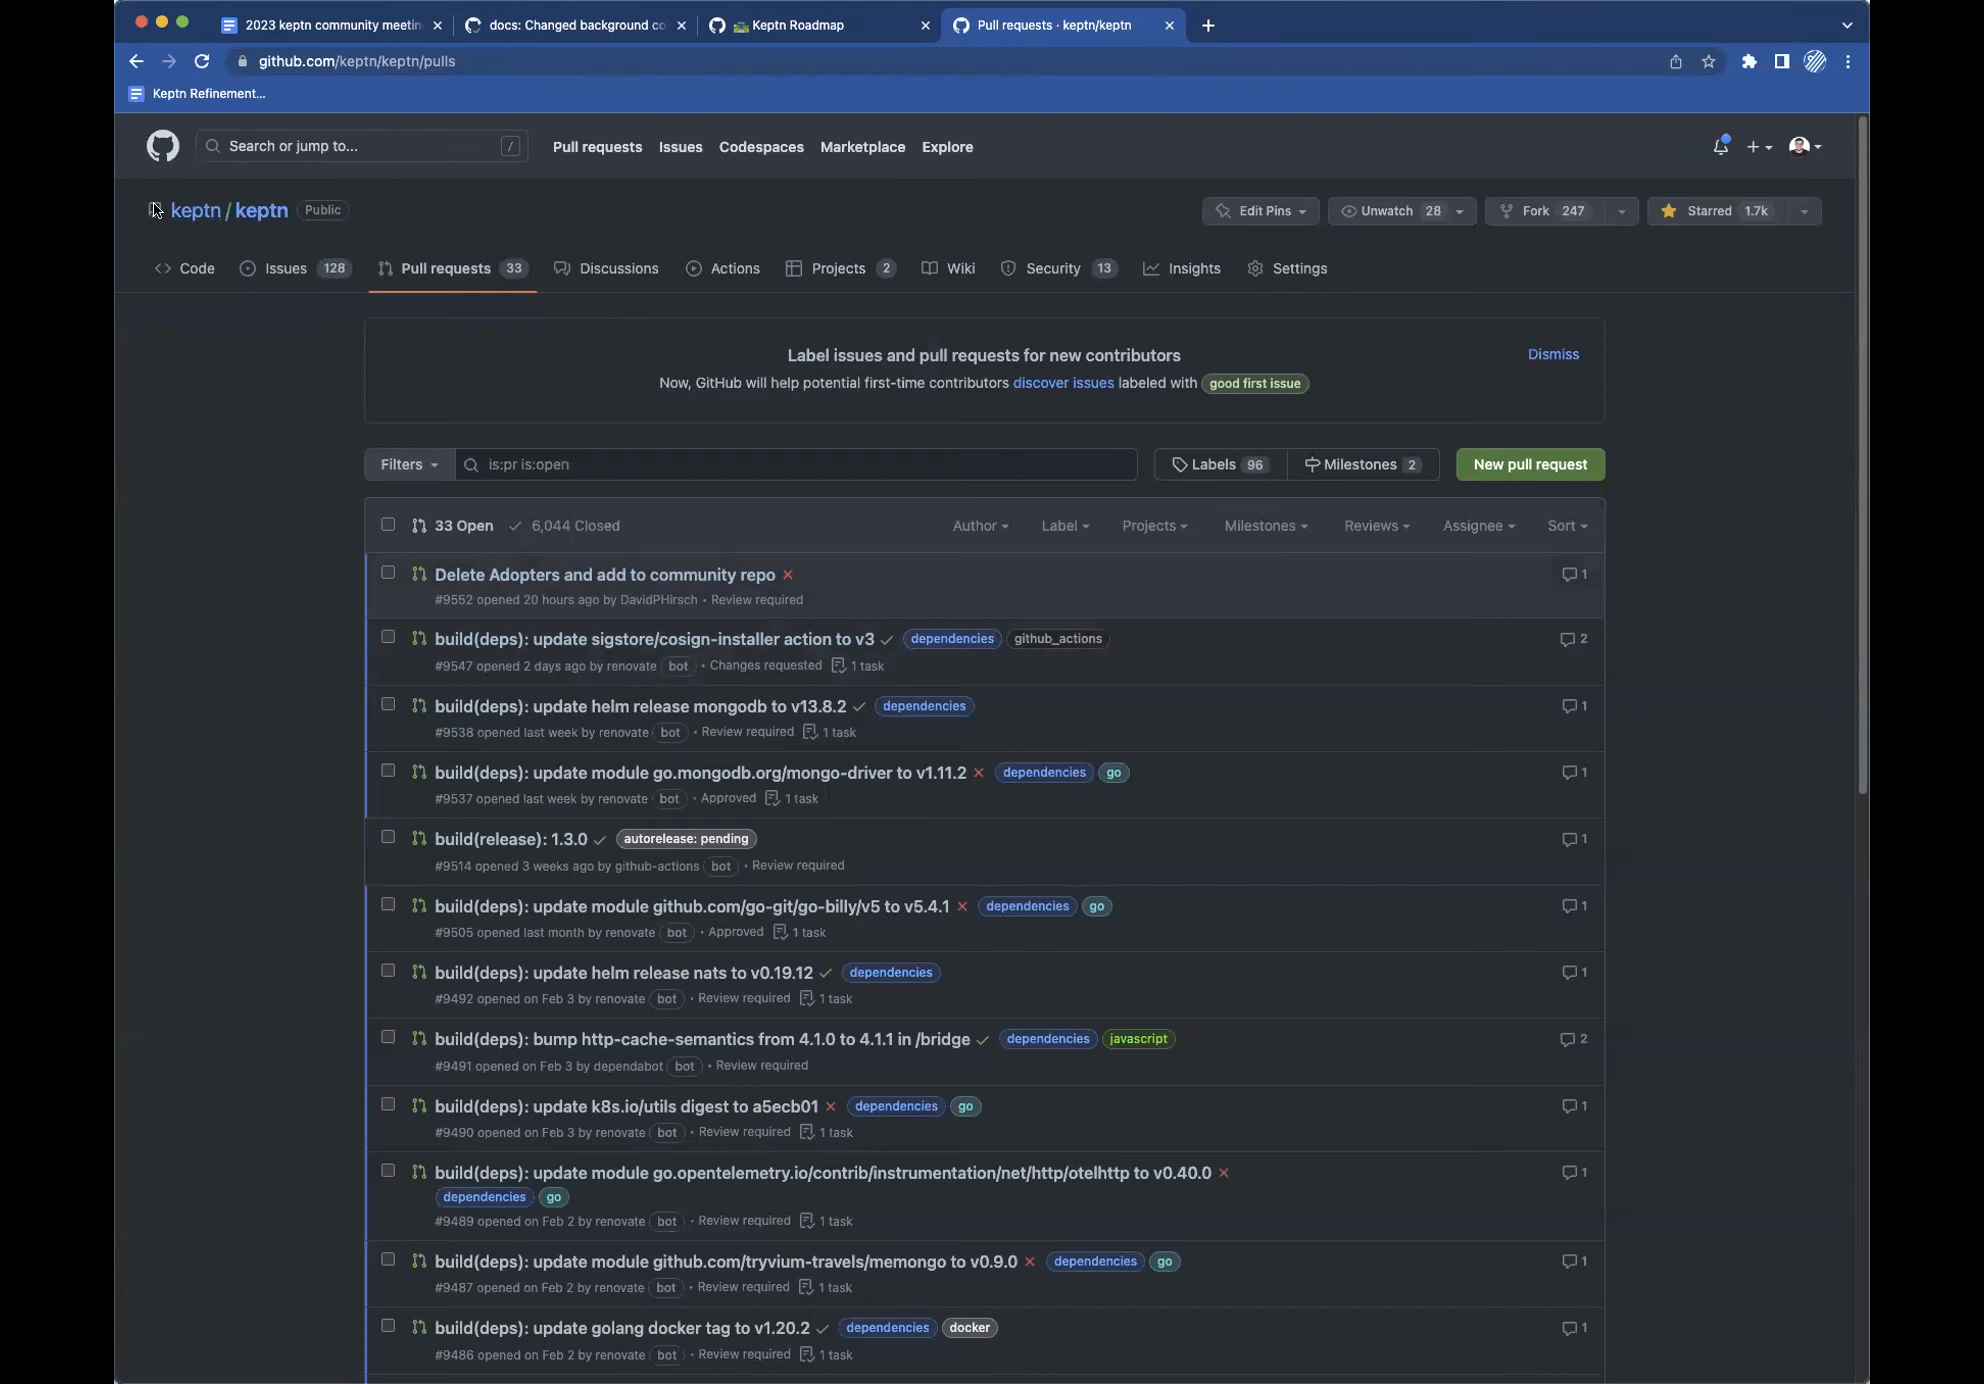 2023 keptn community meetin
docs: Changed background co
Keptn Roadmap
Pull requests · keptn/keptn
github.com/keptn/keptn/pulls
Keptn Refinement...
Search or jump to... /
Pull requests Issues Codespaces Marketplace Explore
keptn / keptn Public
Edit Pins Unwatch 28 Fork 247 Starred 1.7k
Code Issues 128 Pull requests 33 Discussions Actions Projects 2 Wiki Security 13 Insights Settings
Label issues and pull requests for new contributors
Dismiss
Now, GitHub will help potential first-time contributors discover issues labeled with good first issue
Filters is:pr is:open Labels 96 Milestones 2 New pull request
33 Open 6,044 Closed Author Label Projects Milestones Reviews Assignee Sort
Delete Adopters and add to community repo 1
#9552 opened 20 hours ago by DavidPHirsch • Review required
build(deps): update sigstore/cosign-installer action to v3 dependencies github_actions 2
#9547 opened 2 days ago by renovate bot • Changes requested 1 task
build(deps): update helm release mongodb to v13.8.2 dependencies 1
#9538 opened last week by renovate bot • Review required 1 task
build(deps): update module go.mongodb.org/mongo-driver to v1.11.2 dependencies go 1
#9537 opened last week by renovate bot • Approved 1 task
build(release): 1.3.0 autorelease: pending 1
#9514 opened 3 weeks ago by github-actions bot • Review required
build(deps): update module github.com/go-git/go-billy/v5 to v5.4.1 dependencies go 1
#9505 opened last month by renovate bot • Approved 1 task
build(deps): update helm release nats to v0.19.12 dependencies 1
#9492 opened on Feb 3 by renovate bot • Review required 1 task
build(deps): bump http-cache-semantics from 4.1.0 to 4.1.1 in /bridge dependencies javascript 2
#9491 opened on Feb 3 by dependabot bot • Review required
build(deps): update k8s.io/utils digest to a5ecb01 dependencies go 1
#9490 opened on Feb 3 by renovate bot • Review required 1 task
build(deps): update module go.opentelemetry.io/contrib/instrumentation/net/http/otelhttp to v0.40.0 1
dependencies go
#9489 opened on Feb 2 by renovate bot • Review required 1 task
build(deps): update module github.com/tryvium-travels/memongo to v0.9.0 dependencies go 1
#9487 opened on Feb 2 by renovate bot • Review required 1 task
build(deps): update golang docker tag to v1.20.2 dependencies docker 1
#9486 opened on Feb 2 by renovate bot • Review required 1 task